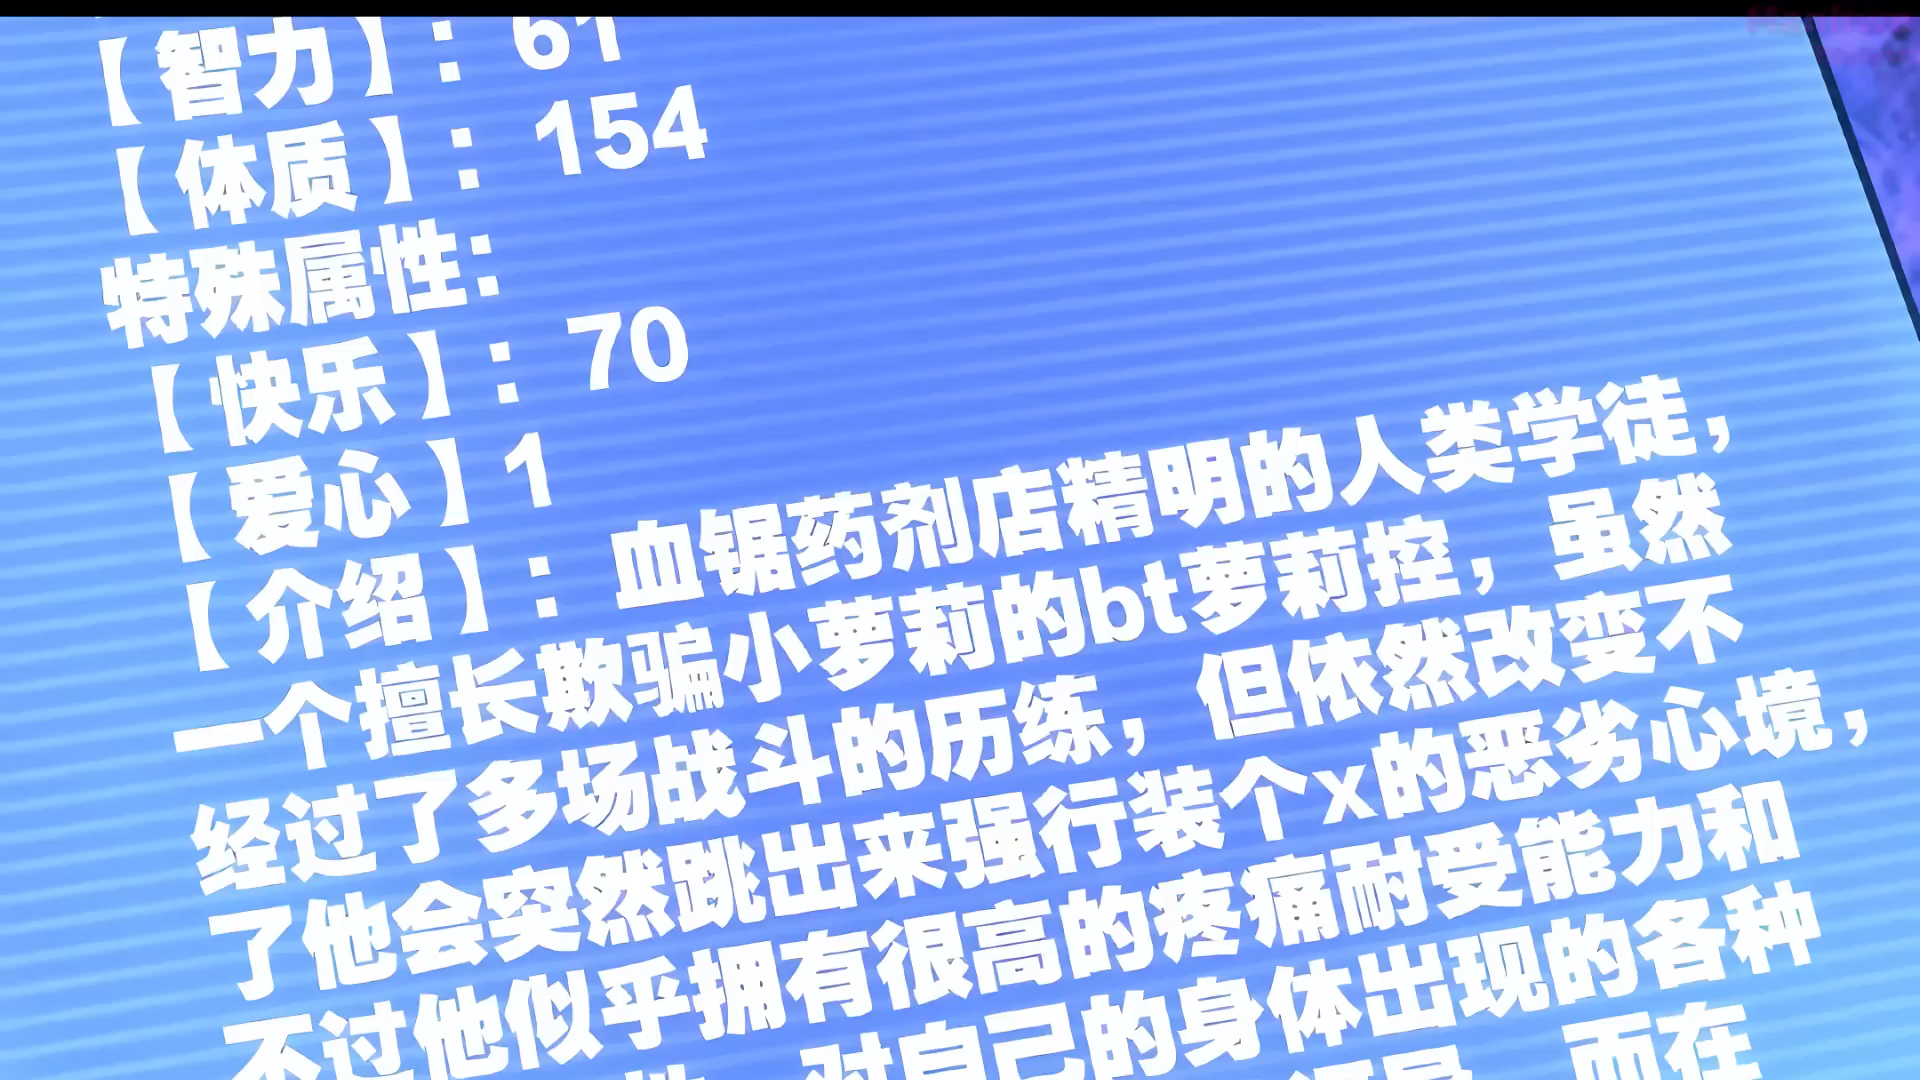 【智力】：61
【体质】：154
特殊属性：
【快乐】：70
【爱心】1
【介绍】：血锯药剂店精明的人类学徒，
一个擅长欺骗小萝莉的bt萝莉控，虽然
经过了多场战斗的历练，但依然改变不
了他会突然跳出来强行装个x的恶劣心境，
不过他似乎拥有很高的疼痛耐受能力和
对自己的身体出现的各种
而在